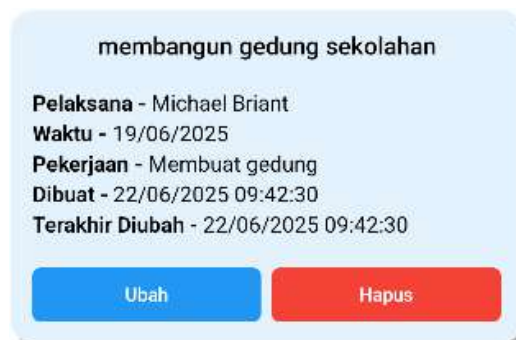 membangun gedung sekolahan
Pelaksana - Michael Briant
Waktu - 19/06/2025
Pekerjaan - Membuat gedung
Dibuat - 22/06/2025 09:42:30
Terakhir Diubah - 22/06/2025 09:42:30
Ubah
Hapus